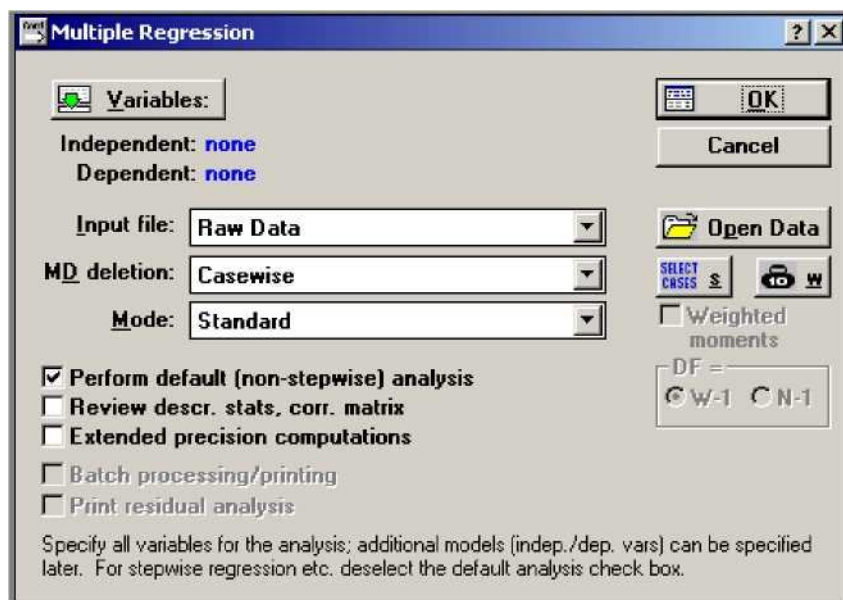 Multiple Regression
Variables:
Independent: none
Dependent: none
Input file: Raw Data
MD deletion: Casewise
Mode: Standard
Perform default (non-stepwise) analysis
Review descr. stats, corr. matrix
Extended precision computations
Batch processing/printing
Print residual analysis
OK
Cancel
Open Data
SELECT
CASES S
W
Weighted
moments
DF =
W-1 N-1
Specify all variables for the analysis; additional models (indep./dep. vars) can be specified
later. For stepwise regression etc. deselect the default analysis check box.